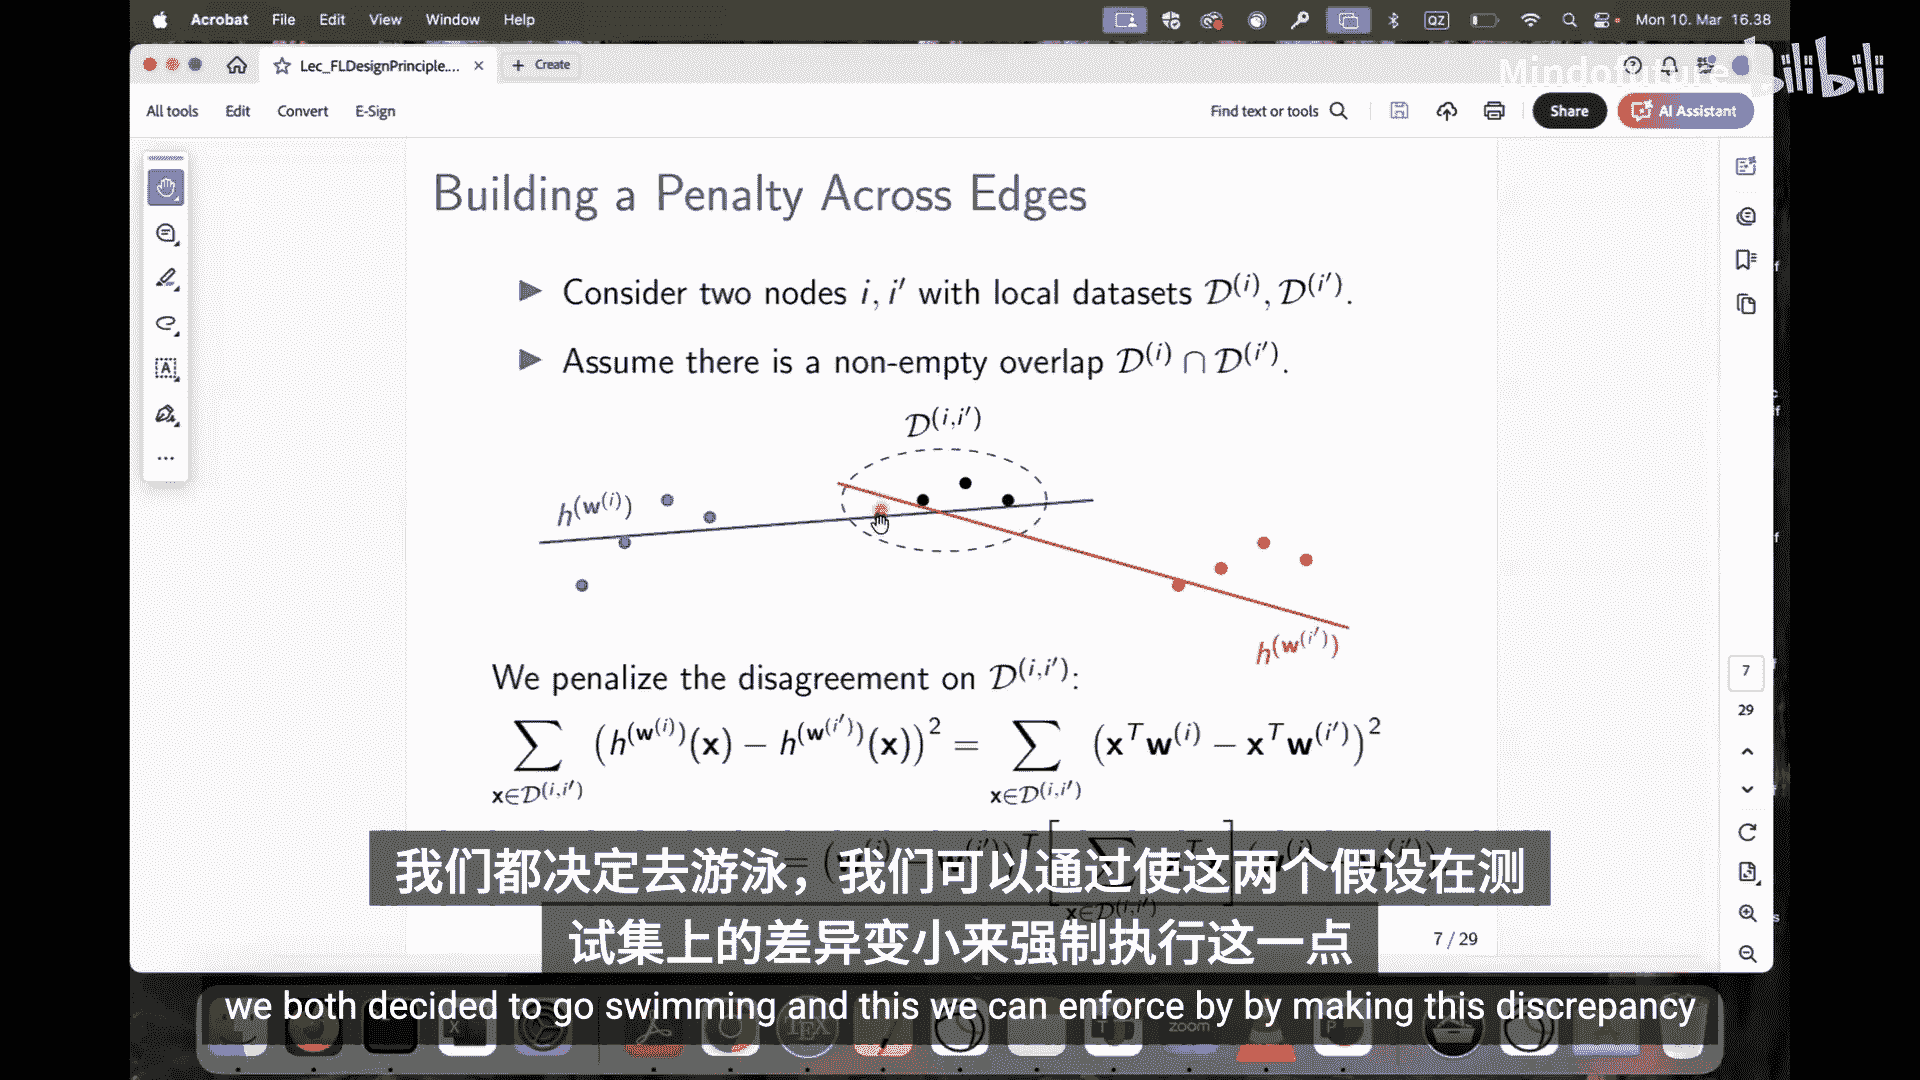 Acrobat File Edit View Window Help
QZ
Mon 10. Mar 16.38
Lec_FLDesignPrinciple....
Create
Mindofuture bilibili
All tools Edit Convert E-Sign
Find text or tools
Share
AI Assistant
Building a Penalty Across Edges
Consider two nodes i, i′ with local datasets 𝒟^(i), 𝒟^(i′).
Assume there is a non-empty overlap 𝒟^(i) ∩ 𝒟^(i′).
𝒟^(i,i′)
h^(w^(i))
h^(w^(i′))
We penalize the disagreement on 𝒟^(i,i′):
∑_{x∈𝒟^(i,i′)} (h^(w^(i))(x) − h^(w^(i′))(x))² = ∑_{x∈𝒟^(i,i′)} (x^T w^(i) − x^T w^(i′))²
x∈𝒟^(i,i′)
7 / 29
7
29
我们都决定去游泳，我们可以通过使这两个假设在测
试集上的差异变小来强制执行这一点
we both decided to go swimming and this we can enforce by by making this discrepancy
zoom